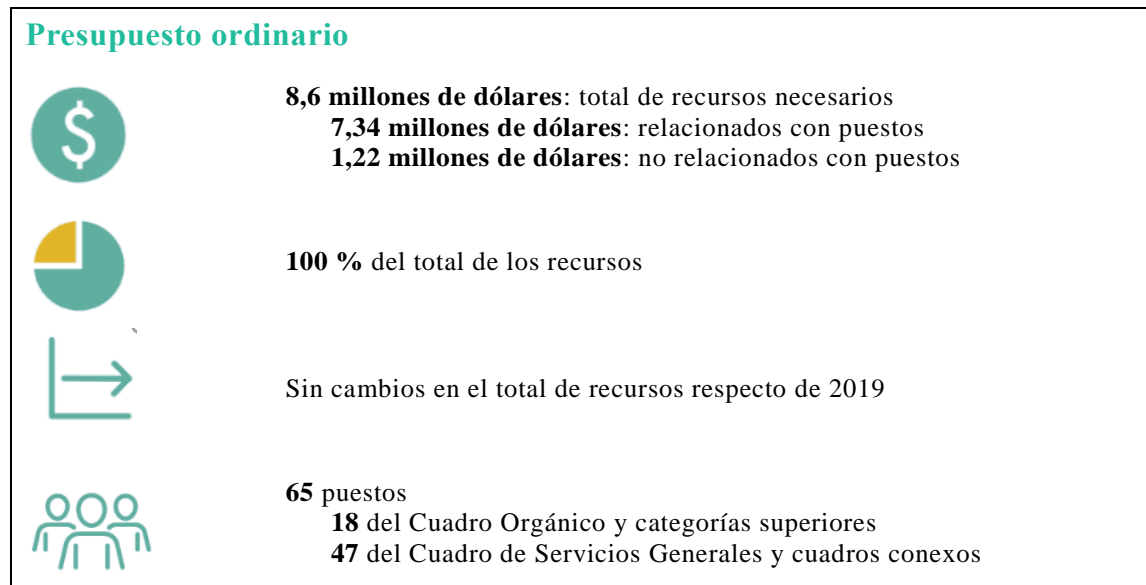 Presupuesto ordinario
$
8,6 millones de dólares: total de recursos necesarios
7,34 millones de dólares: relacionados con puestos
1,22 millones de dólares: no relacionados con puestos
100 % del total de los recursos
Sin cambios en el total de recursos respecto de 2019
65 puestos
18 del Cuadro Orgánico y categorías superiores
47 del Cuadro de Servicios Generales y cuadros conexos